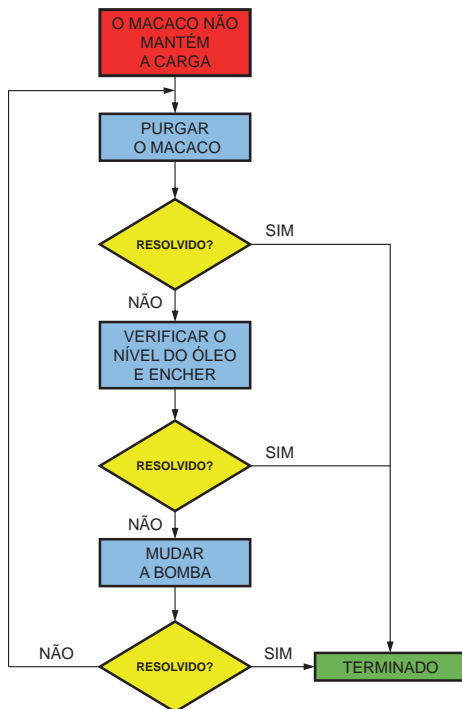 O MACACO NÃO
MANTÉM
A CARGA
PURGAR
O MACACO
RESOLVIDO?
SIM
NÃO
VERIFICAR O
NÍVEL DO ÓLEO
E ENCHER
RESOLVIDO?
SIM
NÃO
MUDAR
A BOMBA
NÃO
RESOLVIDO?
SIM
TERMINADO